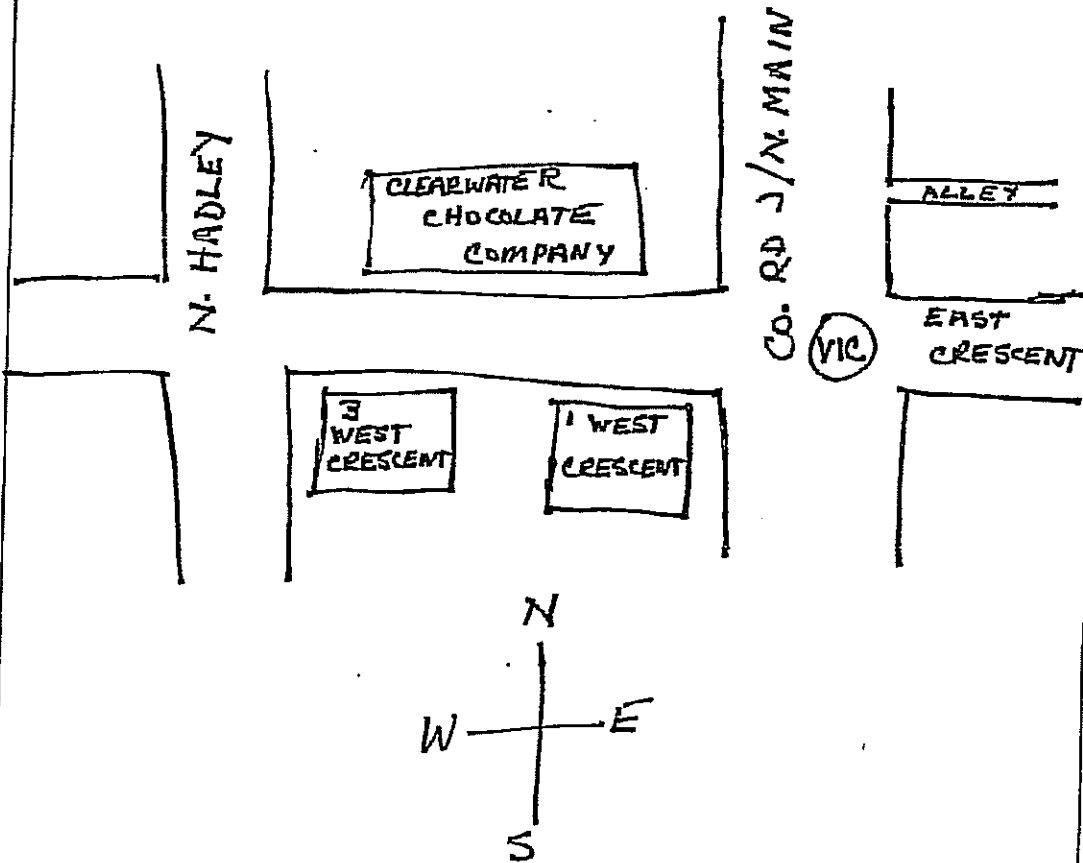 N. HADLEY
CLEARWATER
CHOCOLATE
COMPANY
CO. RD J/N. MAIN
ALLEY
VIC
EAST
CRESCENT
3
WEST
CRESCENT
1 WEST
CRESCENT
N
W
E
S